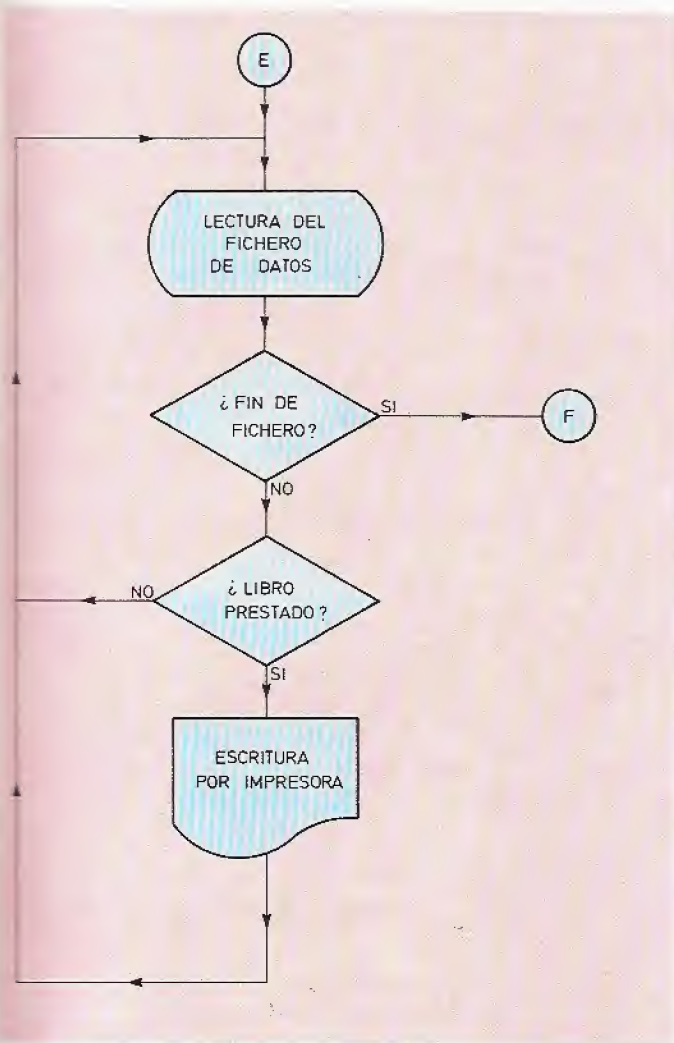 E
LECTURA DEL
FICHERO
DE DATOS
¿ FIN DE
FICHERO?
SI
F
NO
¿ LIBRO
PRESTADO?
NO
SI
ESCRITURA
POR IMPRESORA